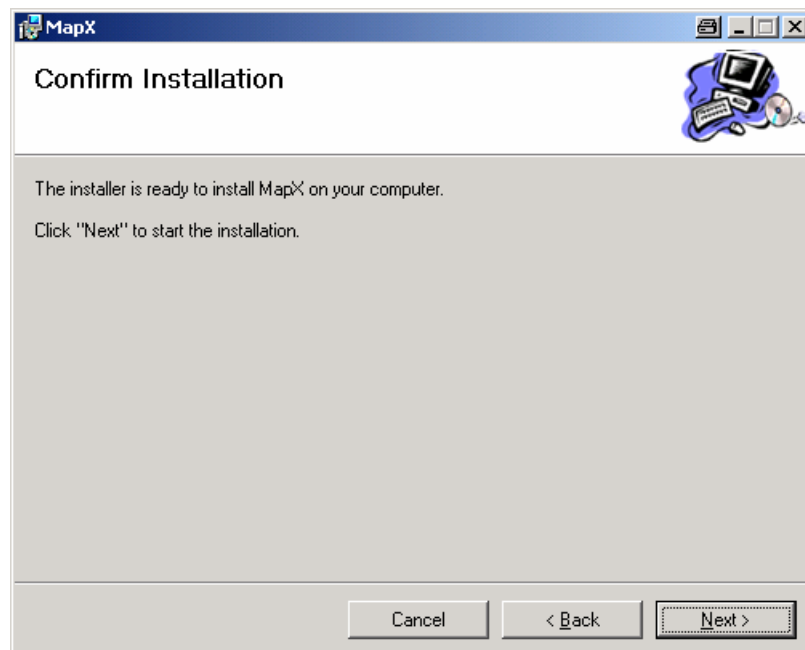 MapX
Confirm Installation
The installer is ready to install MapX on your computer.
Click "Next" to start the installation.
Cancel
< Back
Next >